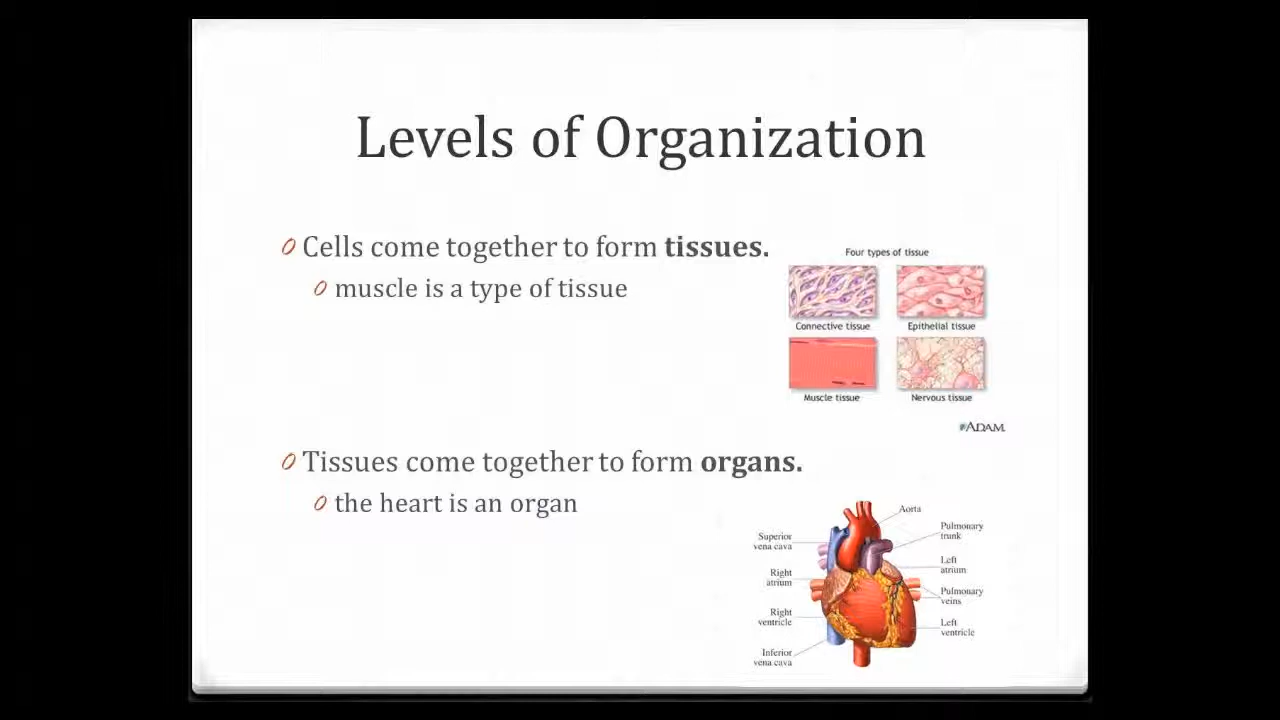 Levels of Organization
Cells come together to form tissues.
muscle is a type of tissue
Four types of tissue
Connective tissue
Epithelial tissue
Muscle tissue
Nervous tissue
ADAM.
Tissues come together to form organs.
the heart is an organ
Aorta
Pulmonary
trunk
Superior
vena cava
Left
atrium
Right
atrium
Pulmonary
veins
Right
ventricle
Left
ventricle
Inferior
vena cava